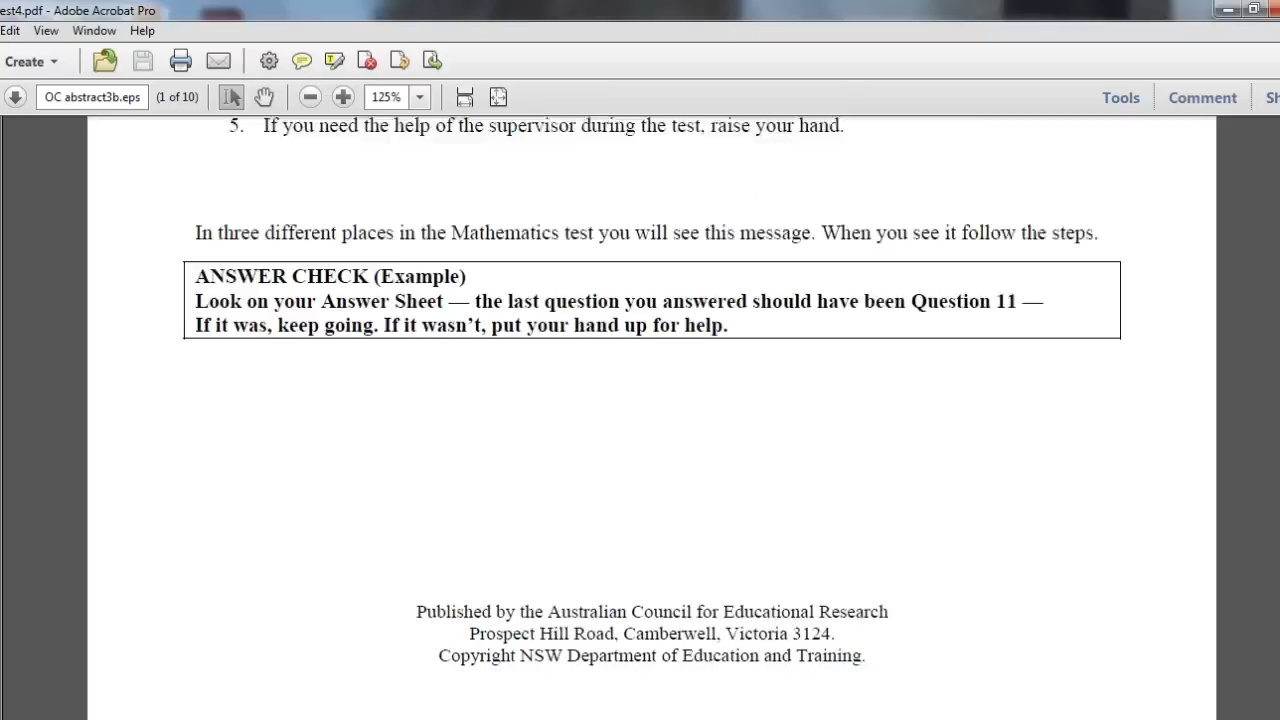 est4.pdf - Adobe Acrobat Pro
Edit View Window Help
Create
OC abstract3b.eps (1 of 10) 125% Tools Comment Sh
5. If you need the help of the supervisor during the test, raise your hand.
In three different places in the Mathematics test you will see this message. When you see it follow the steps.
ANSWER CHECK (Example)
Look on your Answer Sheet — the last question you answered should have been Question 11 —
If it was, keep going. If it wasn't, put your hand up for help.
Published by the Australian Council for Educational Research
Prospect Hill Road, Camberwell, Victoria 3124.
Copyright NSW Department of Education and Training.